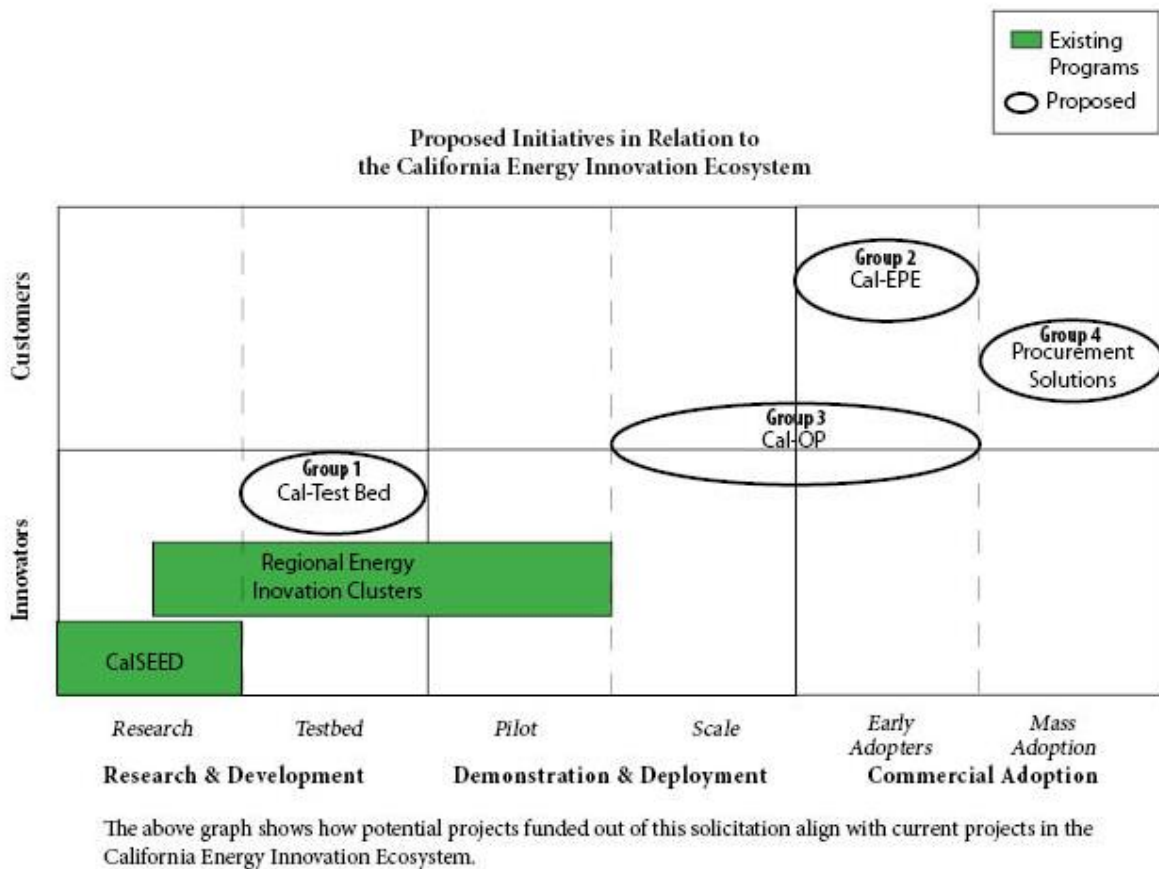 Existing
Programs
Proposed
Proposed Initiatives in Relation to
the California Energy Innovation Ecosystem
Customers
Group 2
Cal-EPE
Group 4
Procurement
Solutions
Group 3
Cal-OP
Innovators
Group 1
Cal-Test Bed
Regional Energy
Inovation Clusters
CalSEED
Research
Testbed
Pilot
Scale
Early
Adopters
Mass
Adoption
Research & Development
Demonstration & Deployment
Commercial Adoption
The above graph shows how potential projects funded out of this solicitation align with current projects in the
California Energy Innovation Ecosystem.